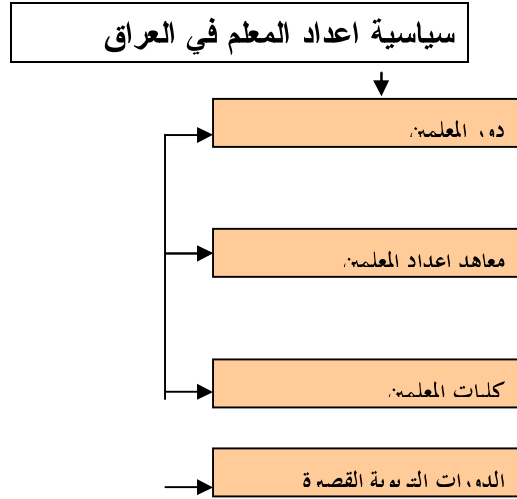 سياسية اعداد المعلم في العراق
دور المعلمين
معاهد اعداد المعلمين
كليات المعلمين
الدورات التربوية القصيرة